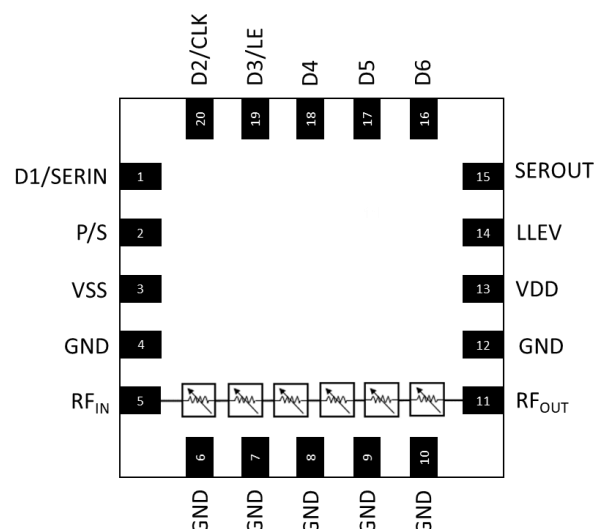 D2/CLK
D3/LE
D4
D5
D6
20
19
18
17
16
D1/SERIN
1
15
SEROUT
P/S
2
14
LLEV
VSS
3
13
VDD
GND
4
12
GND
RFIN
5
11
RFOUT
6
7
8
9
10
GND
GND
GND
GND
GND